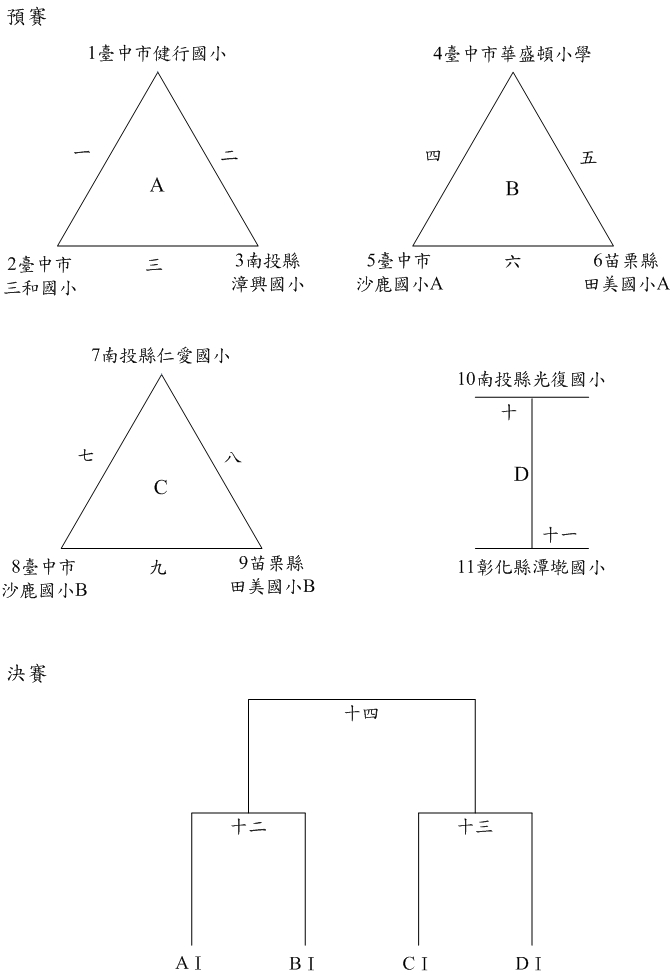 預賽
1臺中市健行國小
4臺中市華盛頓小學
一
二
四
五
A
B
2臺中市
三和國小
三
3南投縣
漳興國小
5臺中市
沙鹿國小A
六
6苗栗縣
田美國小A
7南投縣仁愛國小
10南投縣光復國小
十
七
八
D
C
十一
8臺中市
沙鹿國小B
九
9苗栗縣
田美國小B
11彰化縣潭墘國小
決賽
十四
十二
十三
A I
B I
C I
D I